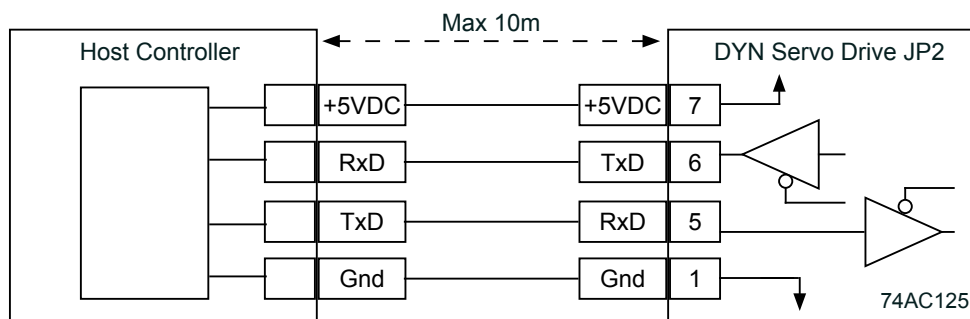 Max 10m
Host Controller
DYN Servo Drive JP2
+5VDC +5VDC 7
RxD TxD 6
TxD RxD 5
Gnd Gnd 1
74AC125